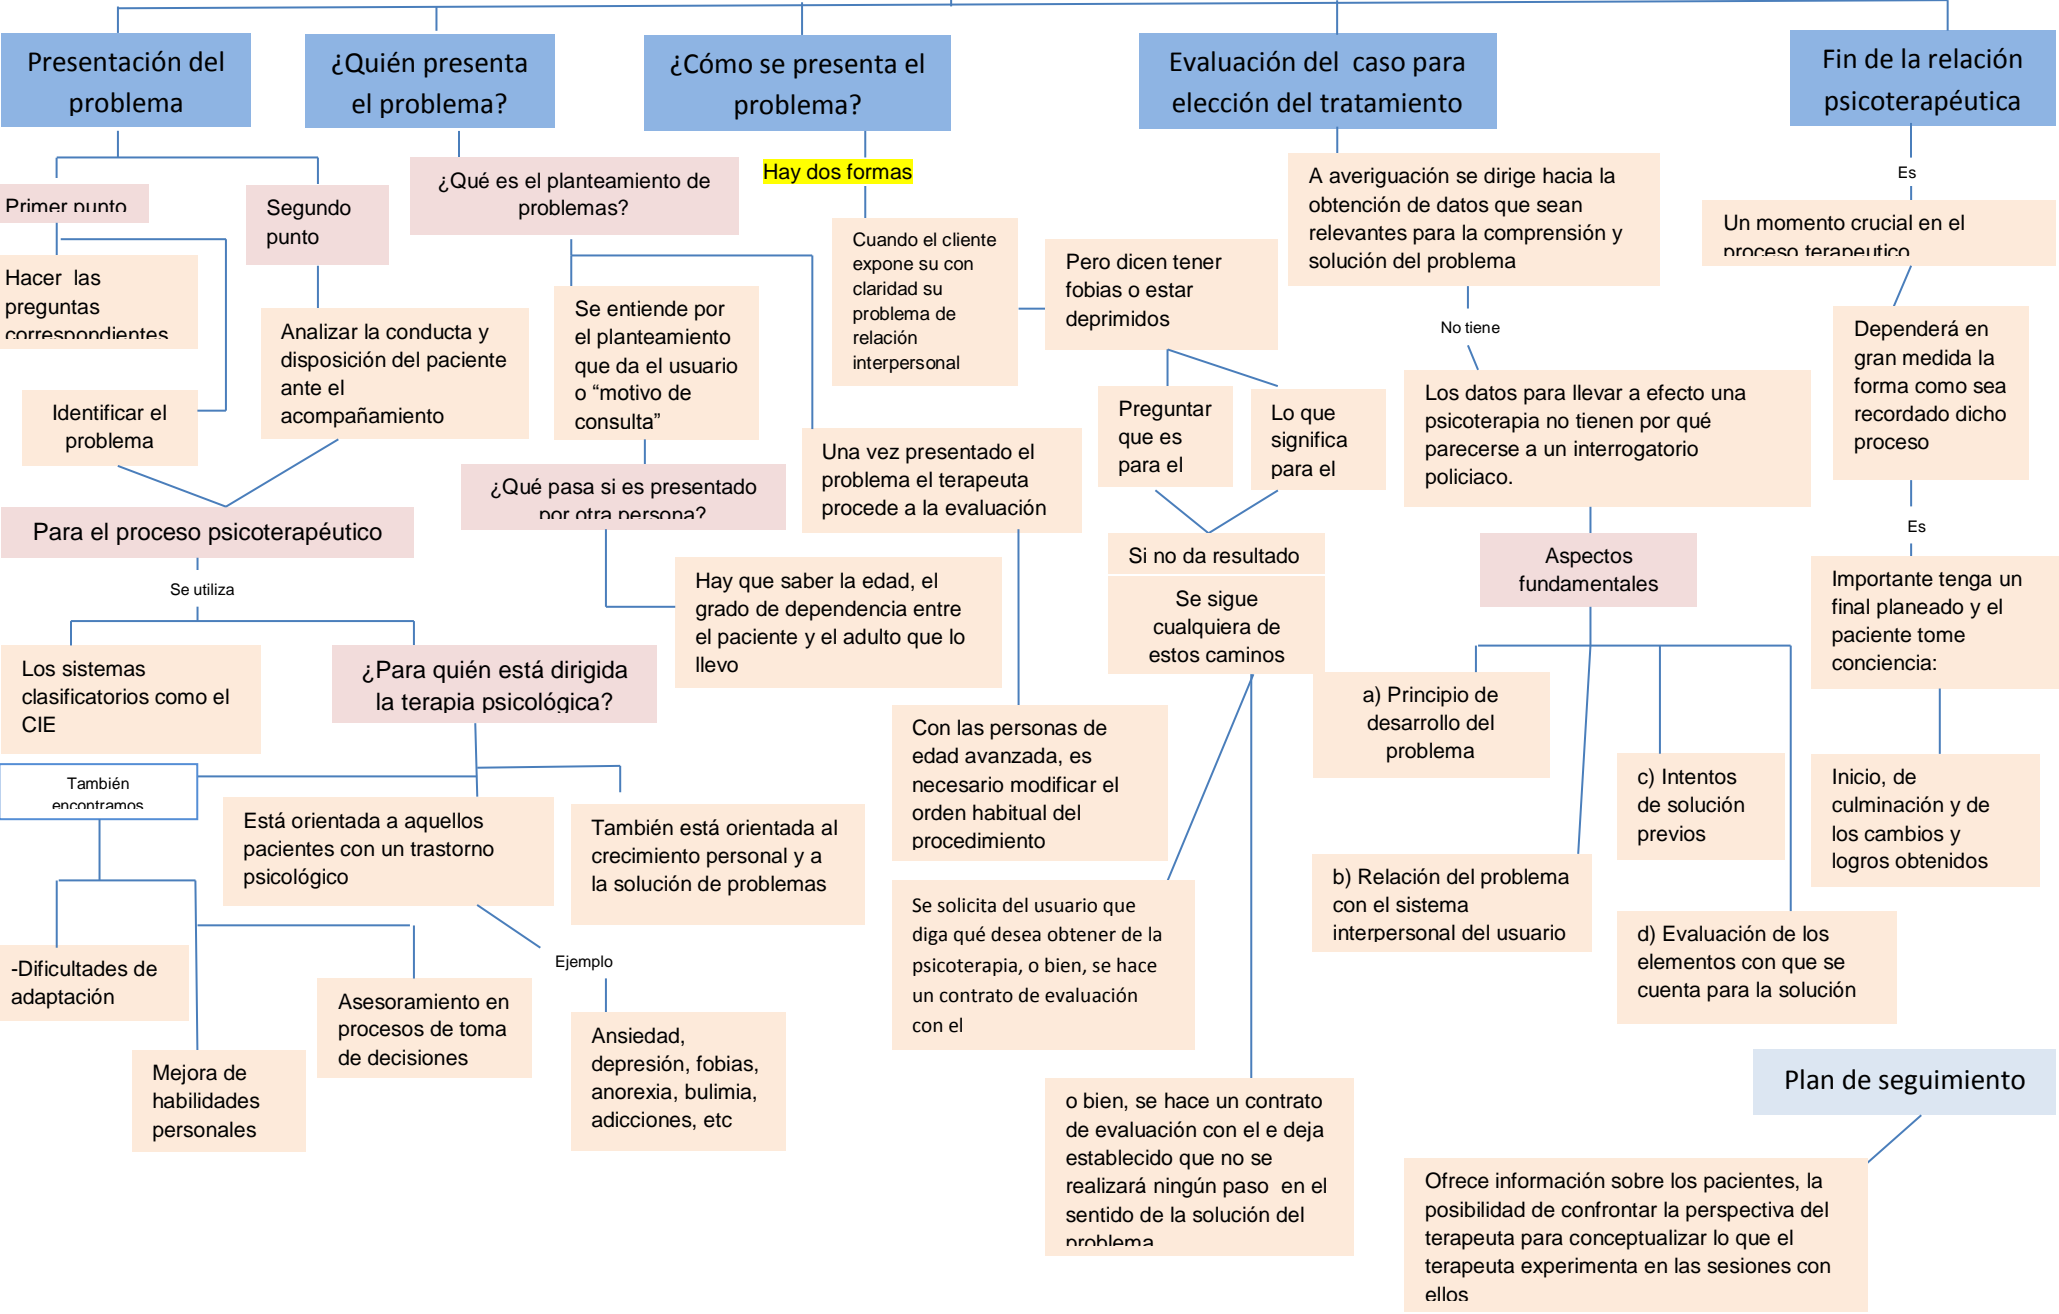 Presentación del
problema
¿Quién presenta
el problema?
¿Cómo se presenta el
problema?
Evaluación del  caso para
elección del tratamiento
Fin de la relación
psicoterapéutica
Primer punto
Hacer  las
preguntas
correspondientes
Identificar el
problema
Segundo
punto
Analizar la conducta y
disposición del paciente
ante el
acompañamiento
Para el proceso psicoterapéutico
Se utiliza
Los sistemas
clasificatorios como el
CIE
¿Para quién está dirigida
la terapia psicológica?
También
encontramos
-Dificultades de
adaptación
Mejora de
habilidades
personales
Asesoramiento en
procesos de toma
de decisiones
Está orientada a aquellos
pacientes con un trastorno
psicológico
Ejemplo
Ansiedad,
depresión, fobias,
anorexia, bulimia,
adicciones, etc
También está orientada al
crecimiento personal y a
la solución de problemas
¿Qué es el planteamiento de
problemas?
Se entiende por
el planteamiento
que da el usuario
o “motivo de
consulta”
¿Qué pasa si es presentado
por otra persona?
Hay que saber la edad, el
grado de dependencia entre
el paciente y el adulto que lo
llevo
Una vez presentado el
problema el terapeuta
procede a la evaluación
Con las personas de
edad avanzada, es
necesario modificar el
orden habitual del
procedimiento
Hay dos formas
Cuando el cliente
expone su con
claridad su
problema de
relación
interpersonal
Pero dicen tener
fobias o estar
deprimidos
Preguntar
que es
para el
Lo que
significa
para el
Si no da resultado
Se sigue
cualquiera de
estos caminos
Se solicita del usuario que
diga qué desea obtener de la
psicoterapia, o bien, se hace
un contrato de evaluación
con el
o bien, se hace un contrato
de evaluación con el e deja
establecido que no se
realizará ningún paso  en el
sentido de la solución del
problema
A averiguación se dirige hacia la
obtención de datos que sean
relevantes para la comprensión y
solución del problema
No tiene
Los datos para llevar a efecto una
psicoterapia no tienen por qué
parecerse a un interrogatorio
policiaco.
Aspectos
fundamentales
a) Principio de
desarrollo del
problema
b) Relación del problema
con el sistema
interpersonal del usuario
c) Intentos
de solución
previos
d) Evaluación de los
elementos con que se
cuenta para la solución
Es
Un momento crucial en el
proceso terapeutico
Dependerá en
gran medida la
forma como sea
recordado dicho
proceso
Es
Importante tenga un
final planeado y el
paciente tome
conciencia:
Inicio, de
culminación y de
los cambios y
logros obtenidos
Plan de seguimiento
Ofrece información sobre los pacientes, la
posibilidad de confrontar la perspectiva del
terapeuta para conceptualizar lo que el
terapeuta experimenta en las sesiones con
ellos